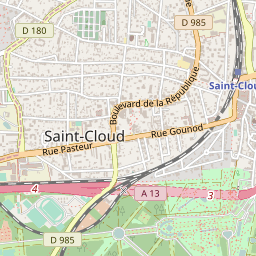 D 180
D 985
Saint-Clou
Boulevard de la République
Saint-Cloud
Rue Gounod
Rue Pasteur
4
A 13
3
D 985